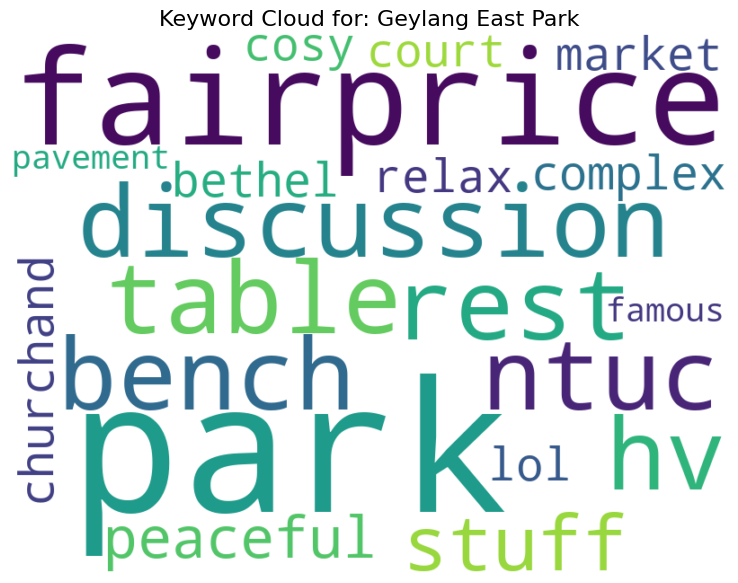 Keyword Cloud for: Geylang East Park
cosy
court
market
fairprice
pavement
bethel
relax
complex
discussion
table
rest
famous
churchand
bench
ntuc
park
lol
hv
peaceful
stuff